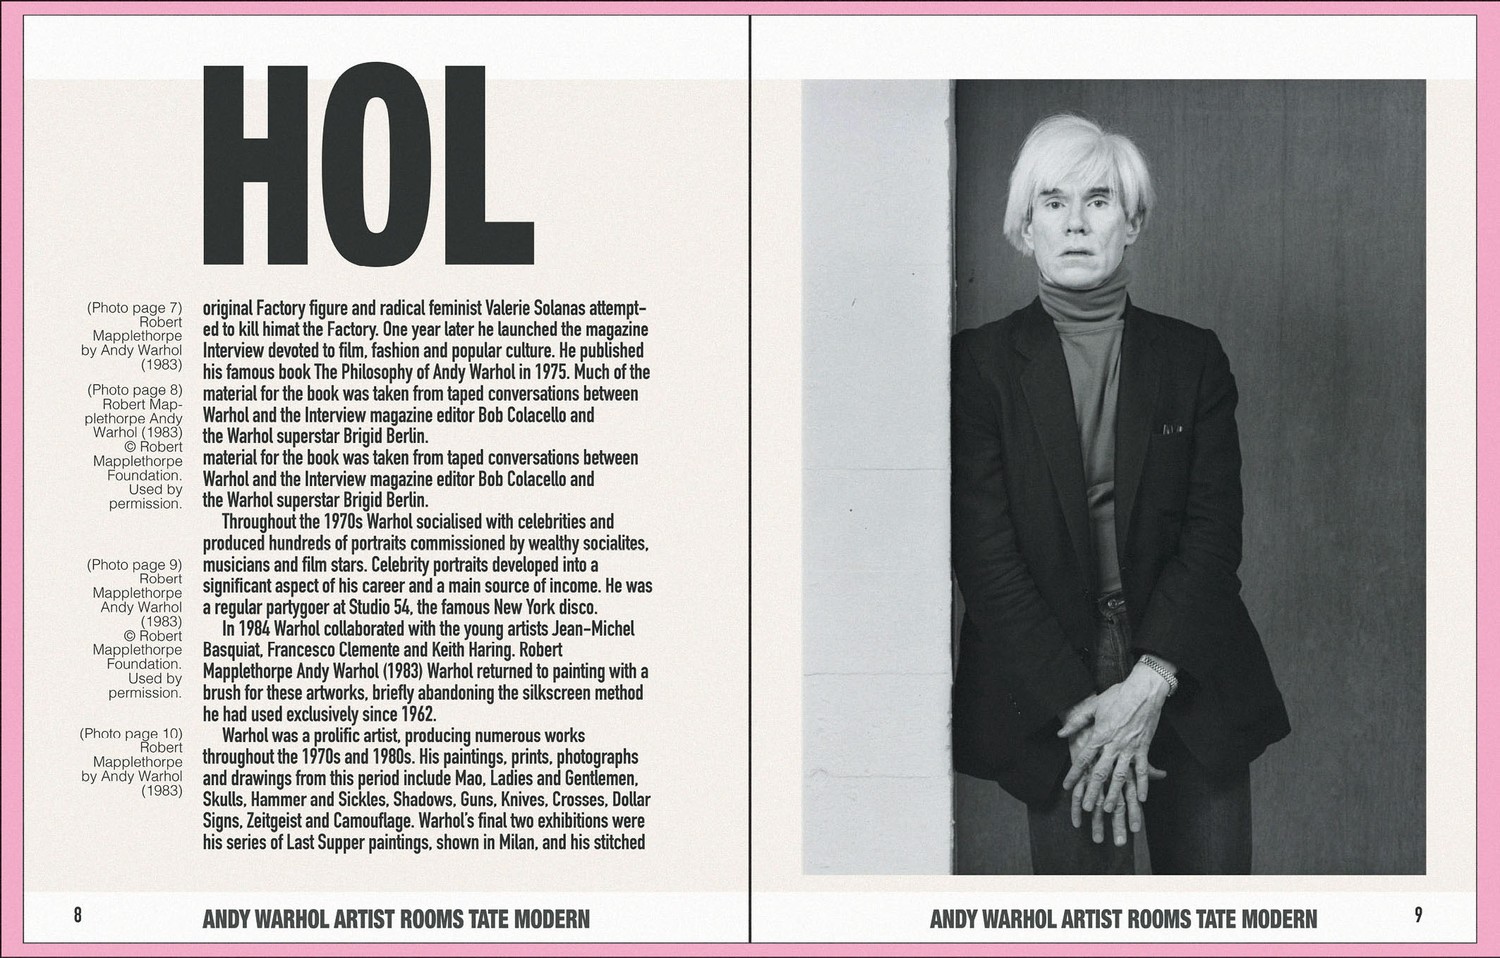 HOL
(Photo page 7)
Robert
Mapplethorpe
by Andy Warhol
(1983)
(Photo page 8)
Robert Map-
plethorpe Andy
Warhol (1983)
© Robert
Mapplethorpe
Foundation.
Used by
permission.
(Photo page 9)
Robert
Mapplethorpe
Andy Warhol
(1983)
© Robert
Mapplethorpe
Foundation.
Used by
permission.
(Photo page 10)
Robert
Mapplethorpe
by Andy Warhol
(1983)
original Factory figure and radical feminist Valerie Solanas attempt-
ed to kill himat the Factory. One year later he launched the magazine
Interview devoted to film, fashion and popular culture. He published
his famous book The Philosophy of Andy Warhol in 1975. Much of the
material for the book was taken from taped conversations between
Warhol and the Interview magazine editor Bob Colacello and
the Warhol superstar Brigid Berlin.
material for the book was taken from taped conversations between
Warhol and the Interview magazine editor Bob Colacello and
the Warhol superstar Brigid Berlin.
Throughout the 1970s Warhol socialised with celebrities and
produced hundreds of portraits commissioned by wealthy socialites,
musicians and film stars. Celebrity portraits developed into a
significant aspect of his career and a main source of income. He was
a regular partygoer at Studio 54, the famous New York disco.
In 1984 Warhol collaborated with the young artists Jean-Michel
Basquiat, Francesco Clemente and Keith Haring. Robert
Mapplethorpe Andy Warhol (1983) Warhol returned to painting with a
brush for these artworks, briefly abandoning the silkscreen method
he had used exclusively since 1962.
Warhol was a prolific artist, producing numerous works
throughout the 1970s and 1980s. His paintings, prints, photographs
and drawings from this period include Mao, Ladies and Gentlemen,
Skulls, Hammer and Sickles, Shadows, Guns, Knives, Crosses, Dollar
Signs, Zeitgeist and Camouflage. Warhol's final two exhibitions were
his series of Last Supper paintings, shown in Milan, and his stitched
8
ANDY WARHOL ARTIST ROOMS TATE MODERN
ANDY WARHOL ARTIST ROOMS TATE MODERN
9